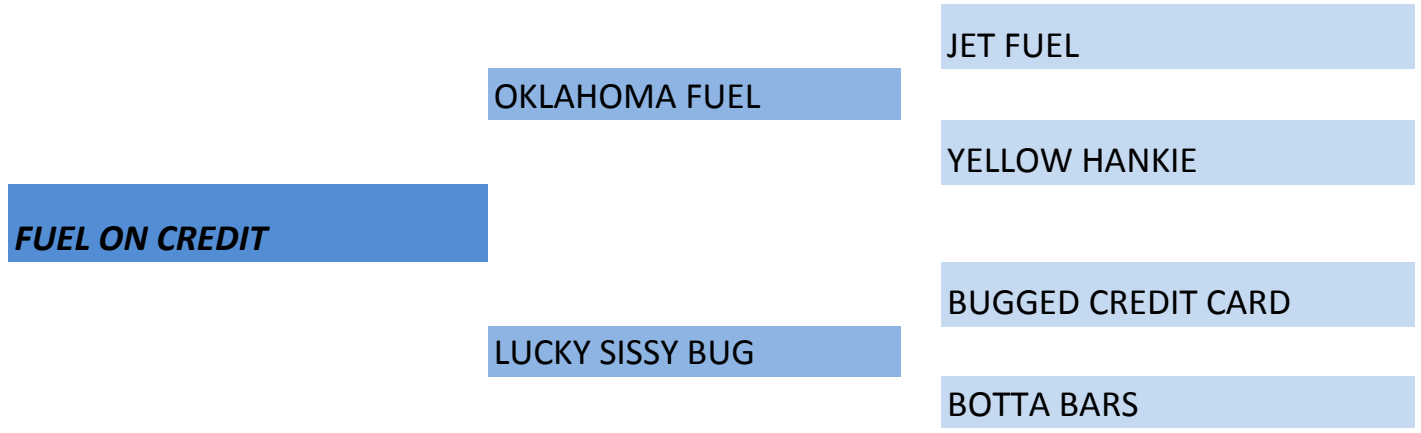 JET FUEL
OKLAHOMA FUEL
YELLOW HANKIE
FUEL ON CREDIT
BUGGED CREDIT CARD
LUCKY SISSY BUG
BOTTA BARS